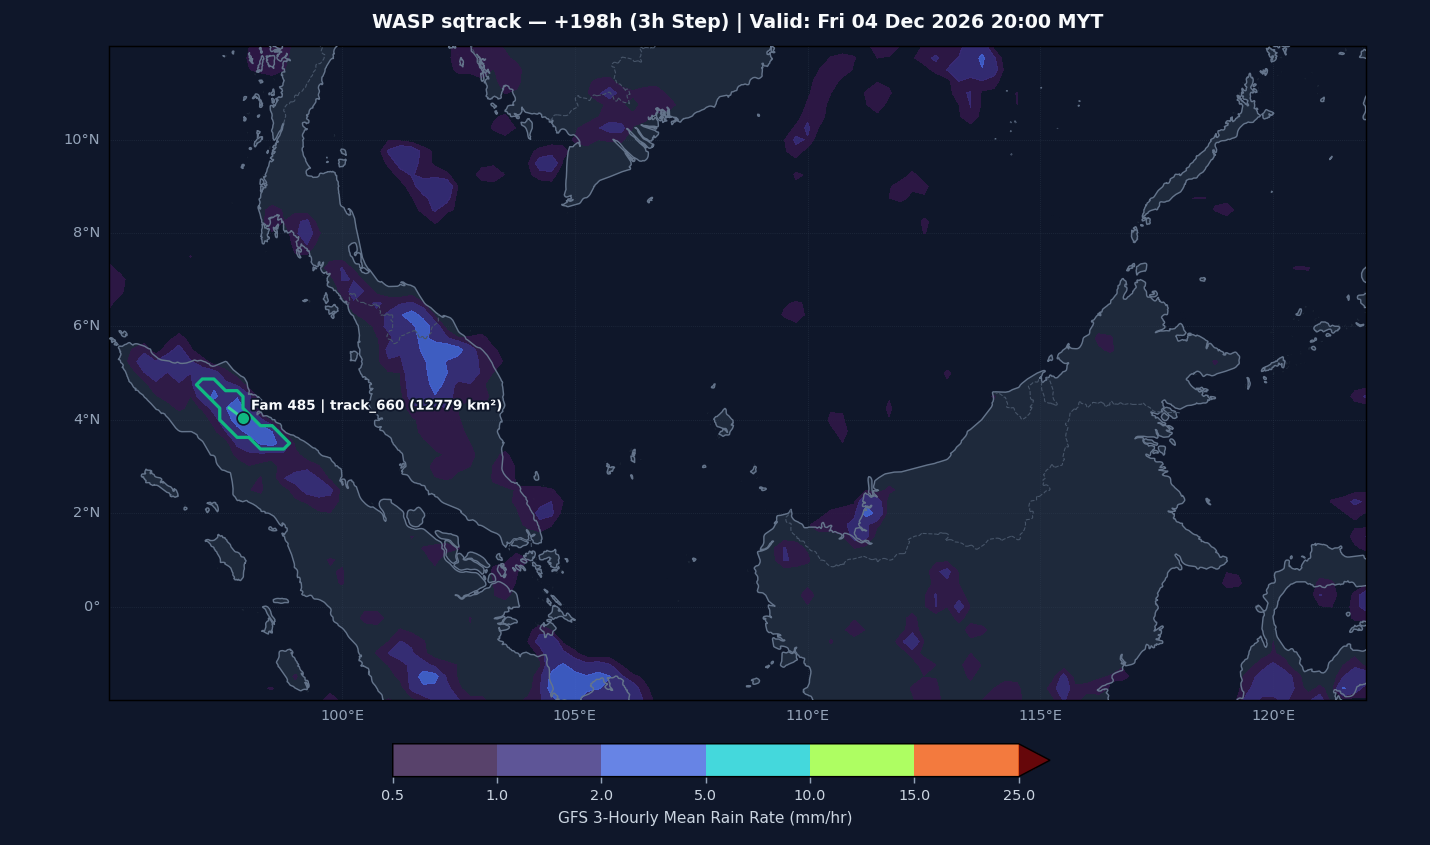 WASP sqtrack — +198h (3h Step) | Valid: Fri 04 Dec 2026 20:00 MYT
10°N
8°N
6°N
4°N
2°N
0°
Fam 485 | track_660 (12779 km²)
100°E 105°E 110°E 115°E 120°E
0.5 1.0 2.0 5.0 10.0 15.0 25.0
GFS 3-Hourly Mean Rain Rate (mm/hr)